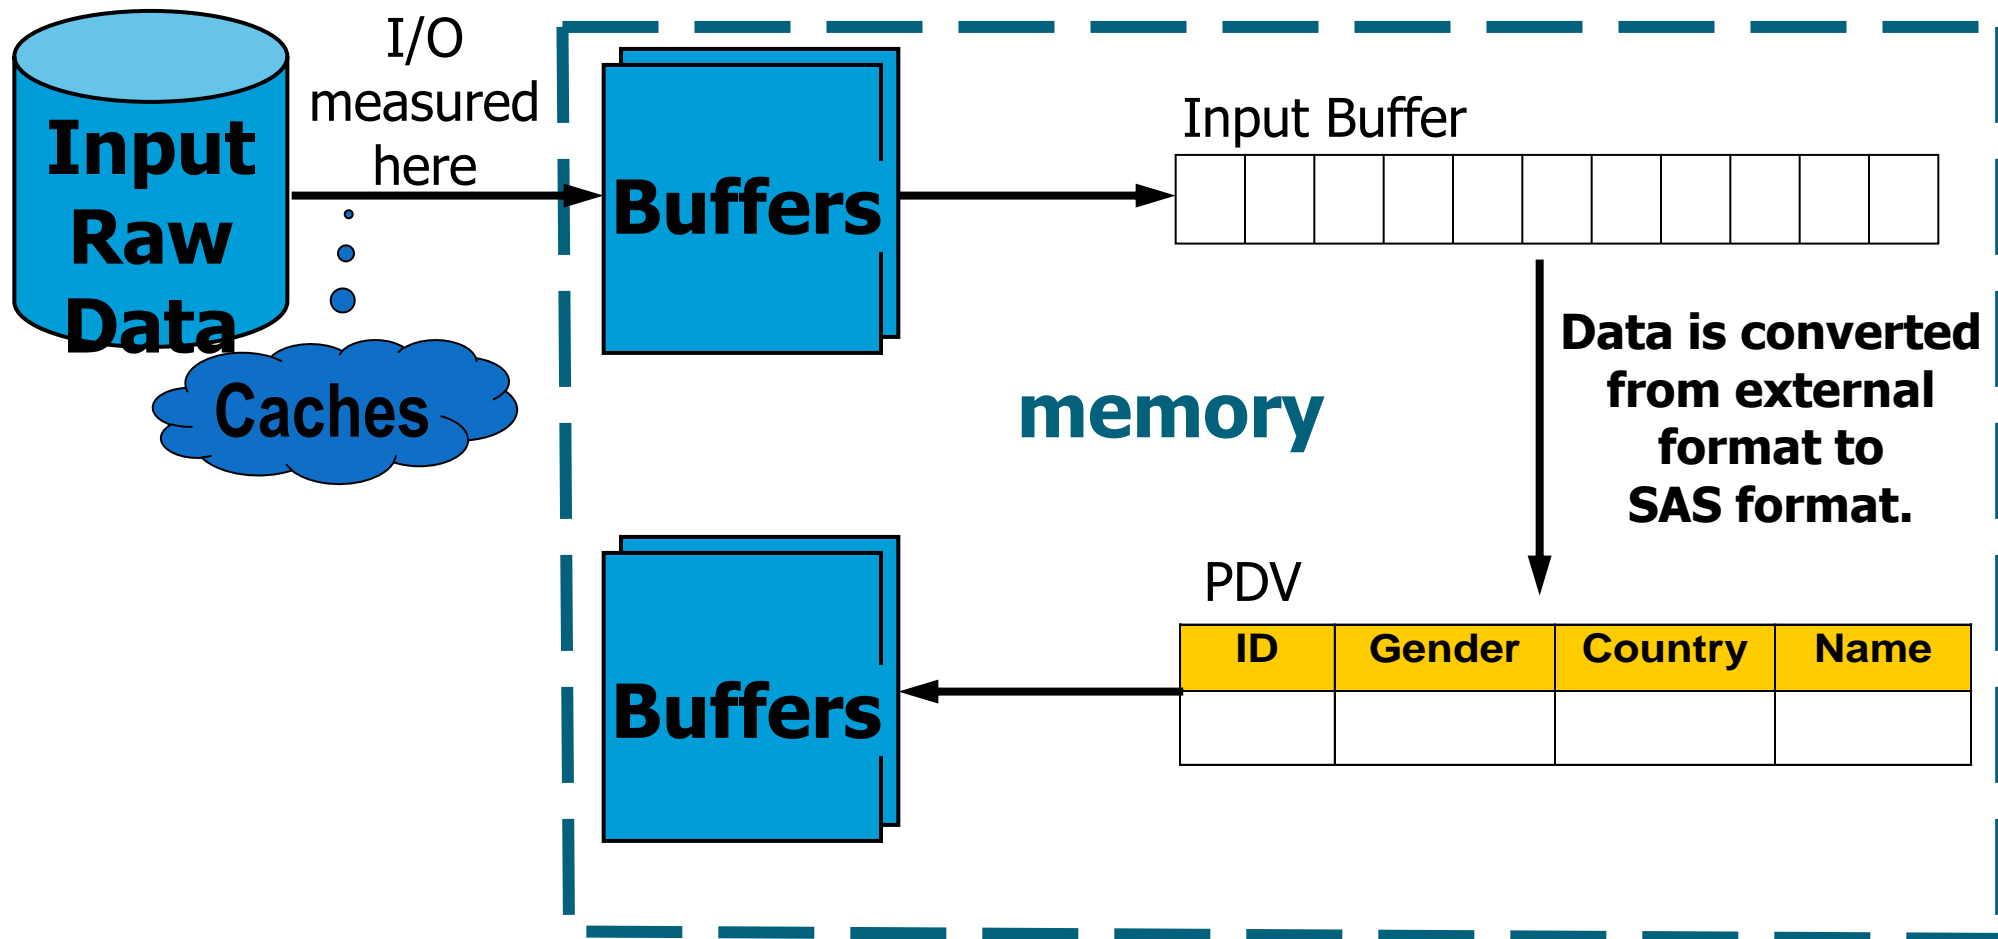 Input
Raw
Data
I/O
measured
here
Caches
Buffers
Input Buffer
Data is converted
from external
format to
SAS format.
memory
PDV
ID Gender Country Name
Buffers